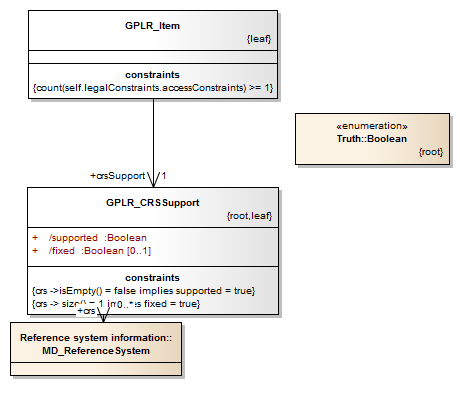 GPLR_Item
{leaf}
constraints
{count(self.legalConstraints.accessConstraints) >= 1}
+crsSupport 1
«enumeration»
Truth::Boolean
{root}
GPLR_CRSSupport
{root,leaf}
+ /supported :Boolean
+ /fixed :Boolean [0..1]
constraints
{crs ->isEmpty() = false implies supported = true}
{crs -> size() = 1 fixed = true}
+crs 0..*
Reference system information::
MD_ReferenceSystem